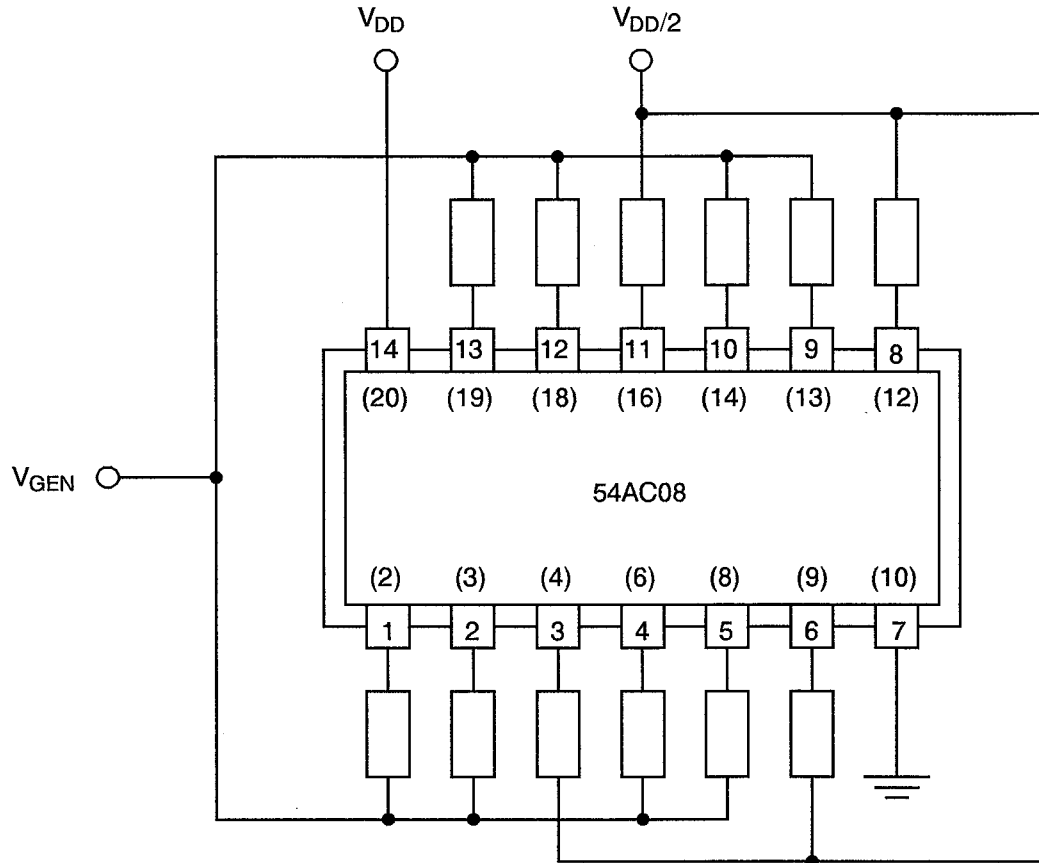 VDD VDD/2
14 13 12 11 10 9 8
(20) (19) (18) (16) (14) (13) (12)
VGEN
54AC08
(2) (3) (4) (6) (8) (9) (10)
1 2 3 4 5 6 7